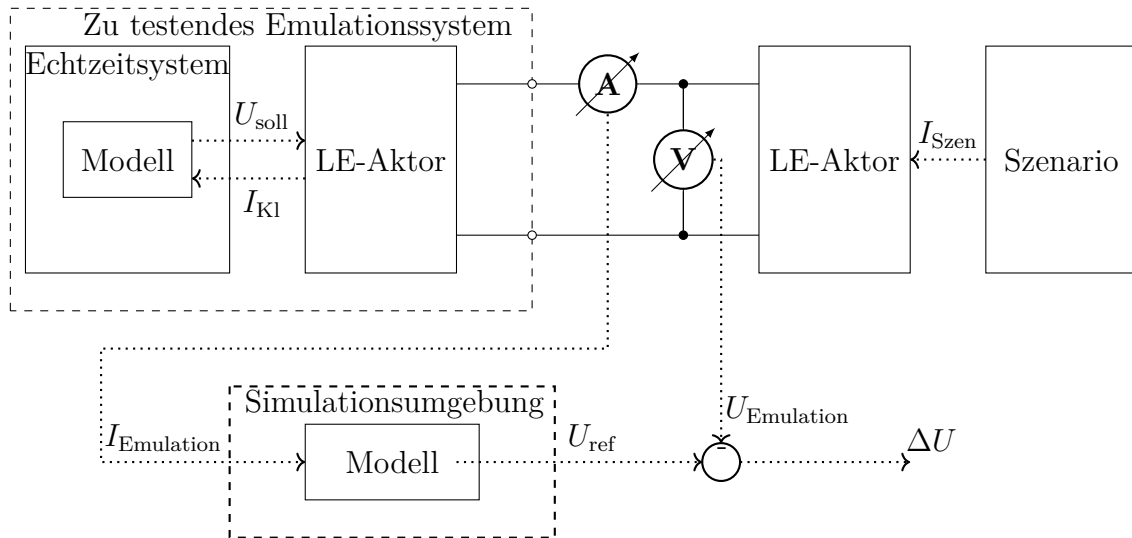 Zu testendes Emulationssystem
Echtzeitsystem
Modell
U_soll
I_Kl
LE-Aktor
A
V
LE-Aktor
I_Szen
Szenario
Simulationsumgebung
I_Emulation
Modell
U_ref
U_Emulation
-
ΔU